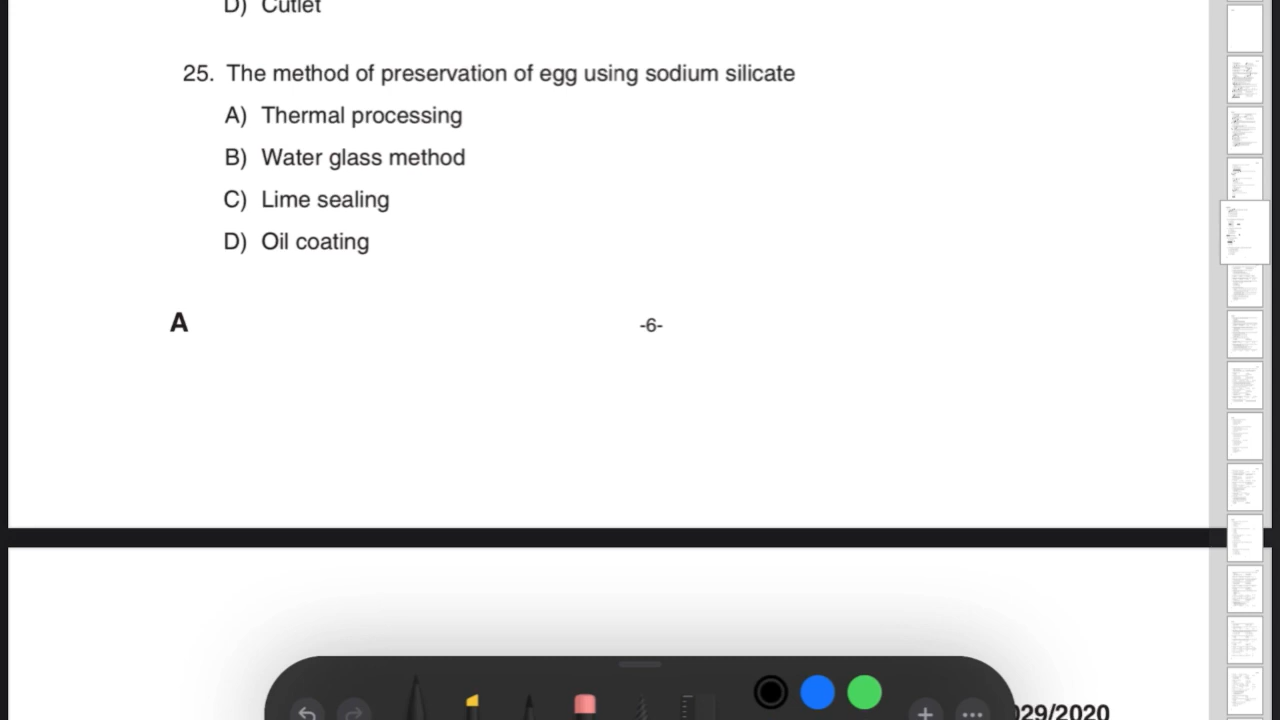 D) Cutlet
25. The method of preservation of egg using sodium silicate
A) Thermal processing
B) Water glass method
C) Lime sealing
D) Oil coating
A
-6-
029/2020